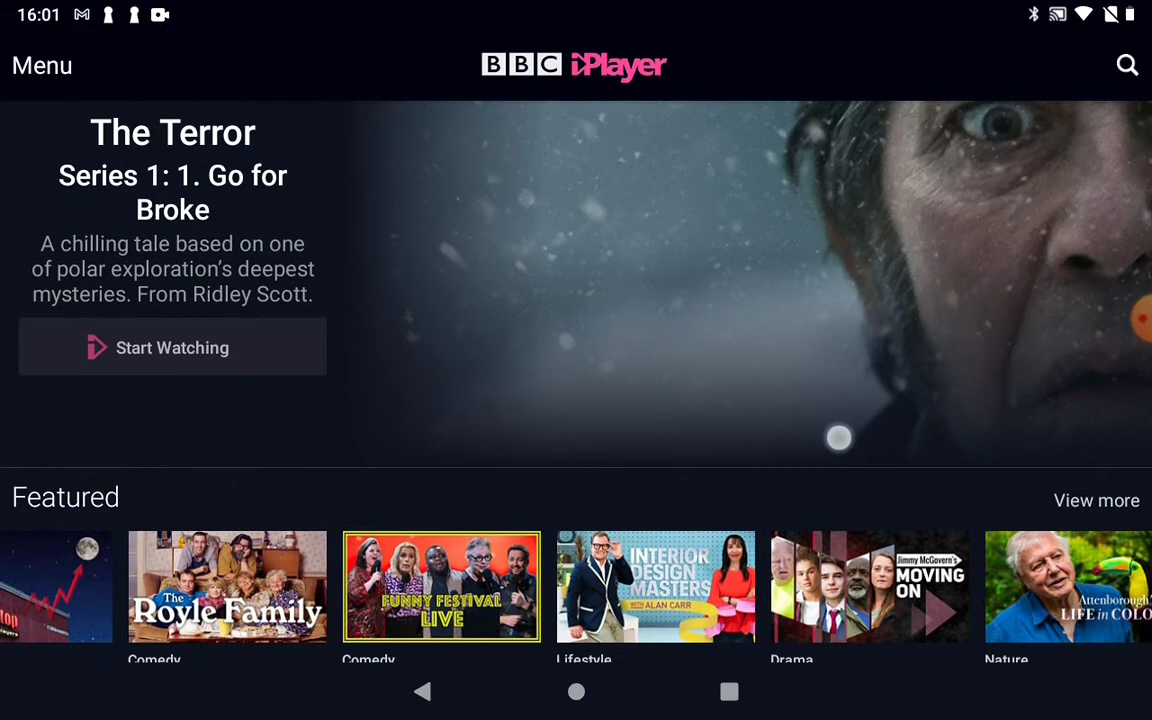 16:01
Menu
BBC iPlayer
The Terror
Series 1: 1. Go for
Broke
A chilling tale based on one
of polar exploration's deepest
mysteries. From Ridley Scott.
Start Watching
Featured
View more
The
Royle Family
FUNNY FESTIVAL
LIVE
INTERIOR
DESIGN
MASTERS
WITH ALAN CARR
Jimmy McGovern's
MOVING
ON
Attenborough's
LIFE in COLO
Comedy
Comedy
Lifestyle
Drama
Nature